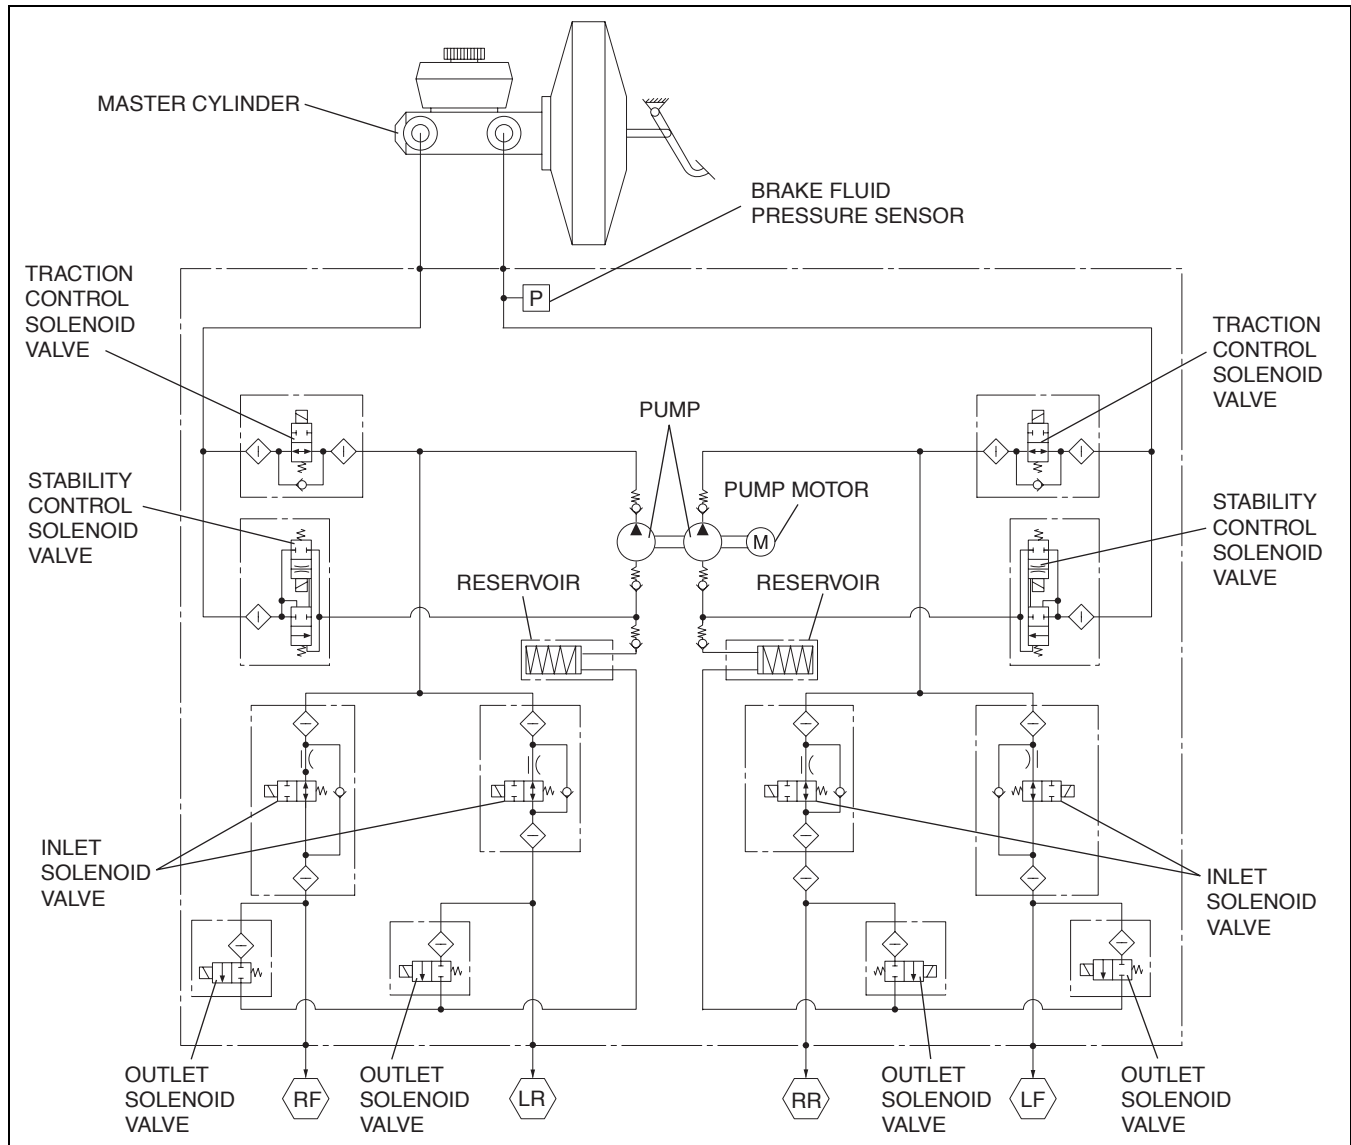 MASTER CYLINDER
BRAKE FLUID
PRESSURE SENSOR
TRACTION
CONTROL
SOLENOID
VALVE
P
TRACTION
CONTROL
SOLENOID
VALVE
PUMP
STABILITY
CONTROL
SOLENOID
VALVE
PUMP MOTOR
STABILITY
CONTROL
SOLENOID
VALVE
M
RESERVOIR
RESERVOIR
INLET
SOLENOID
VALVE
INLET
SOLENOID
VALVE
OUTLET
SOLENOID
VALVE
RF
OUTLET
SOLENOID
VALVE
LR
RR
OUTLET
SOLENOID
VALVE
LF
OUTLET
SOLENOID
VALVE